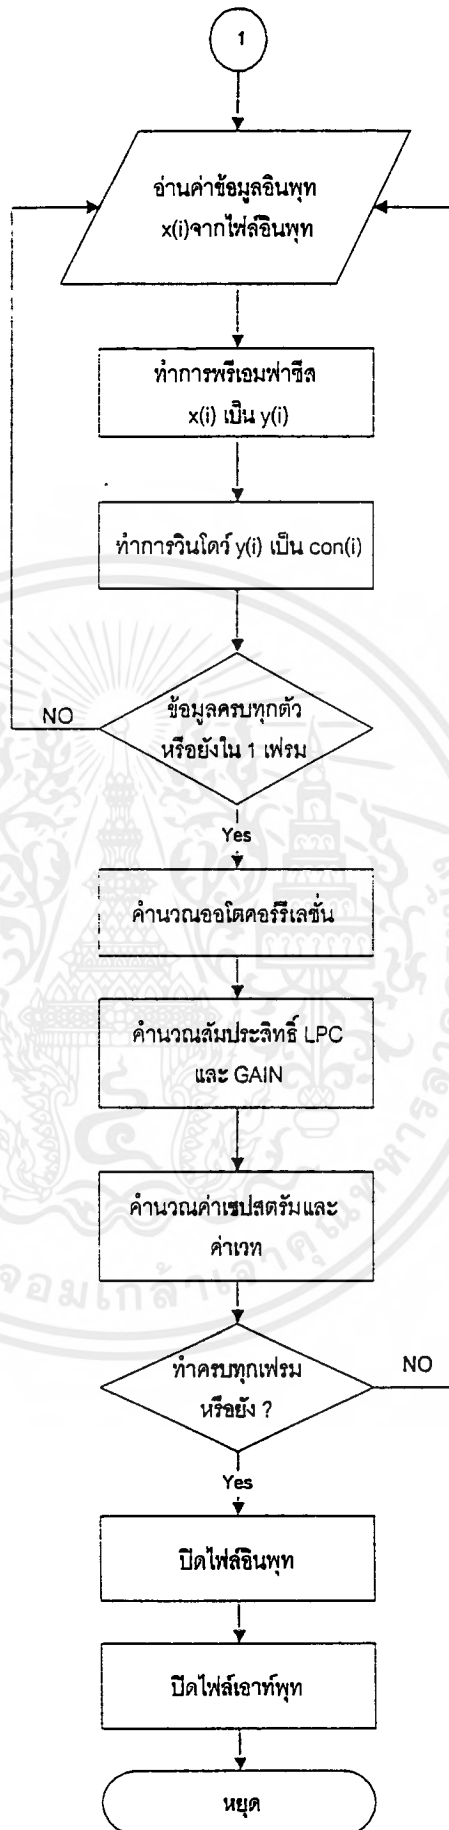 1
อ่านค่าข้อมูลอินพุท
x(i)จากไฟล์อินพุท
ทำการพรีเอมฟาซีส
x(i) เป็น y(i)
ทำการวินโดว์ y(i) เป็น con(i)
ข้อมูลครบทุกตัว
หรือยังใน 1 เฟรม
NO
Yes
คำนวณออโตคอร์รีเลชั่น
คำนวณสัมประสิทธิ์ LPC
และ GAIN
คำนวณค่าเซปสตรัมและ
ค่าเวท
ทำครบทุกเฟรม
หรือยัง ?
NO
Yes
ปิดไฟล์อินพุท
ปิดไฟล์เอาท์พุท
หยุด